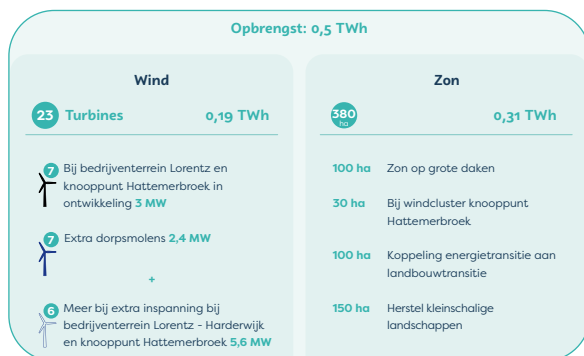 Opbrengst: 0,5 TWh
Wind
23 Turbines 0,19 TWh
7 Bij bedrijventerrein Lorentz en
knooppunt Hattemerbroek in
ontwikkeling 3 MW
7 Extra dorpsmolens 2,4 MW
+
6 Meer bij extra inspanning bij
bedrijventerrein Lorentz - Harderwijk
en knooppunt Hattemerbroek 5,6 MW
Zon
380
ha
0,31 TWh
100 ha Zon op grote daken
30 ha Bij windcluster knooppunt
Hattemerbroek
100 ha Koppeling energietransitie aan
landbouwtransitie
150 ha Herstel kleinschalige
landschappen